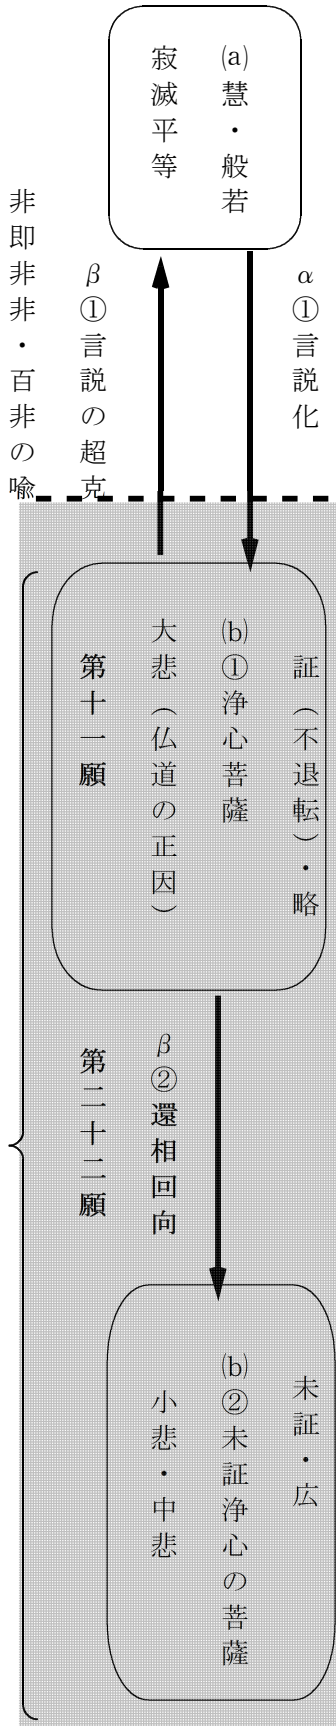 (a)慧・般若
寂滅平等
α①言説化
β①言説の超克
非即非非・百非の喩
証（不退転）・略
(b)①浄心菩薩
大悲（仏道の正因）
第十一願
β②還相回向
第二十二願
未証・広
(b)②未証浄心の菩薩
小悲・中悲